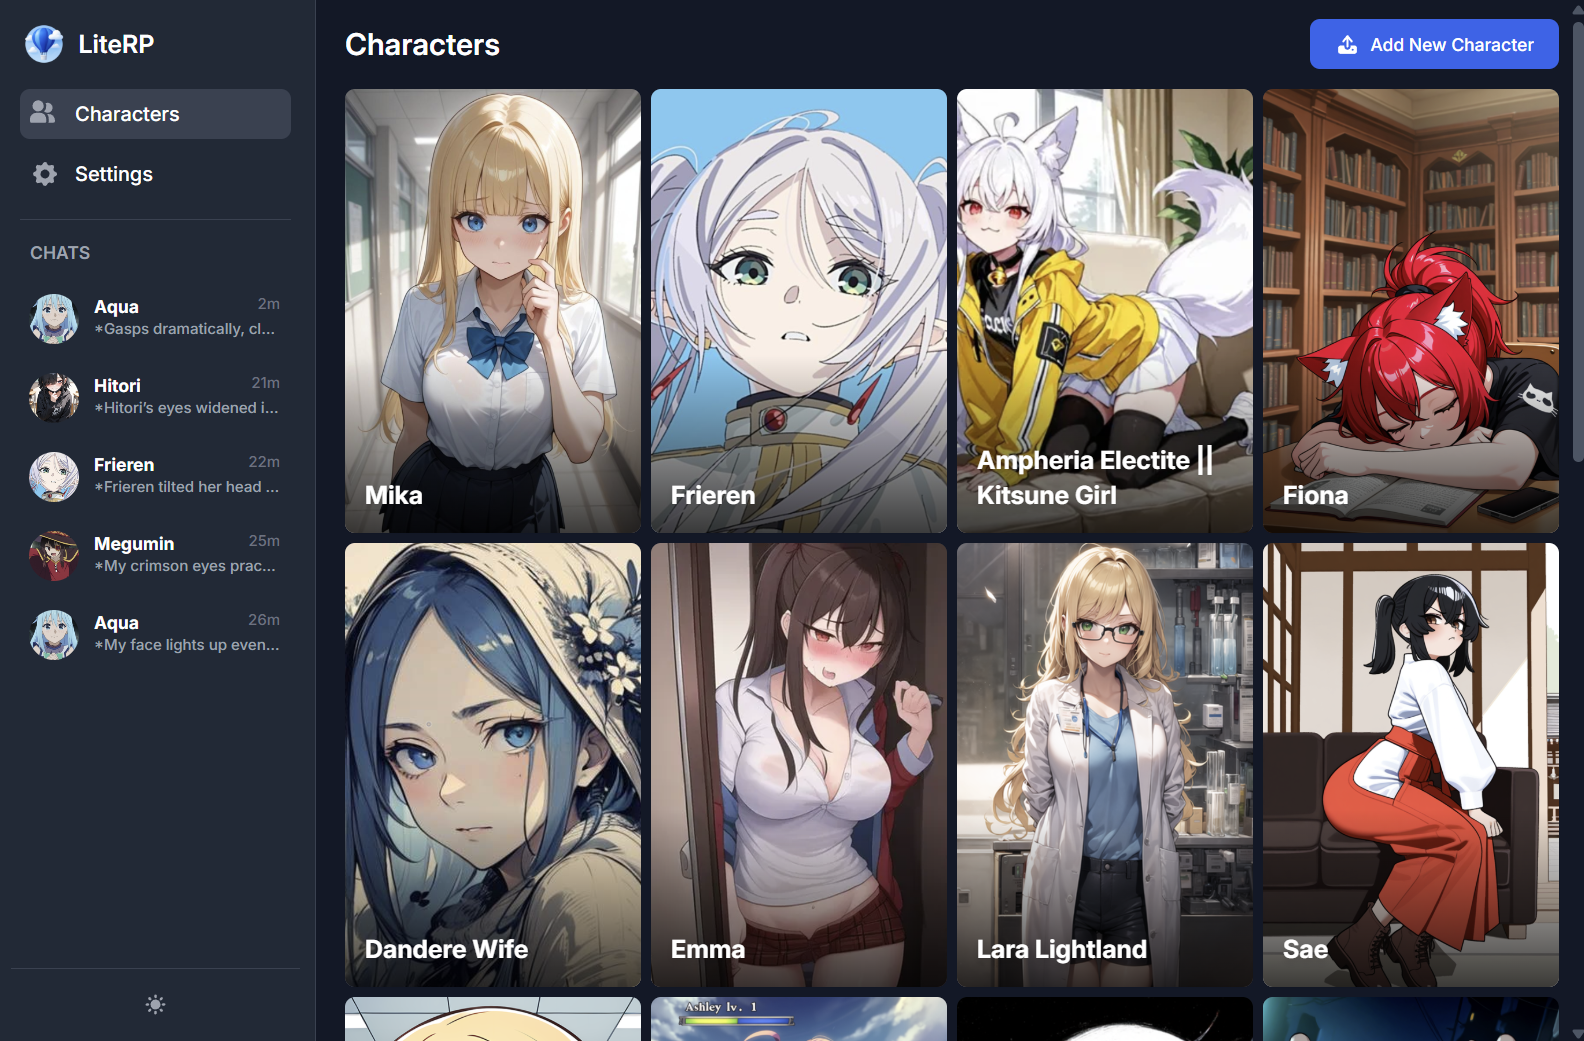 LiteRP
Characters
Settings
CHATS
Aqua
2m
*Gasps dramatically, cl...
Hitori
21m
*Hitori's eyes widened i...
Frieren
22m
*Frieren tilted her head ...
Megumin
25m
*My crimson eyes prac...
Aqua
26m
*My face lights up even...
Characters
Add New Character
Mika
Frieren
Ampheria Electite ||
Kitsune Girl
Fiona
Dandere Wife
Emma
Lara Lightland
Sae
Ashley lv. 1